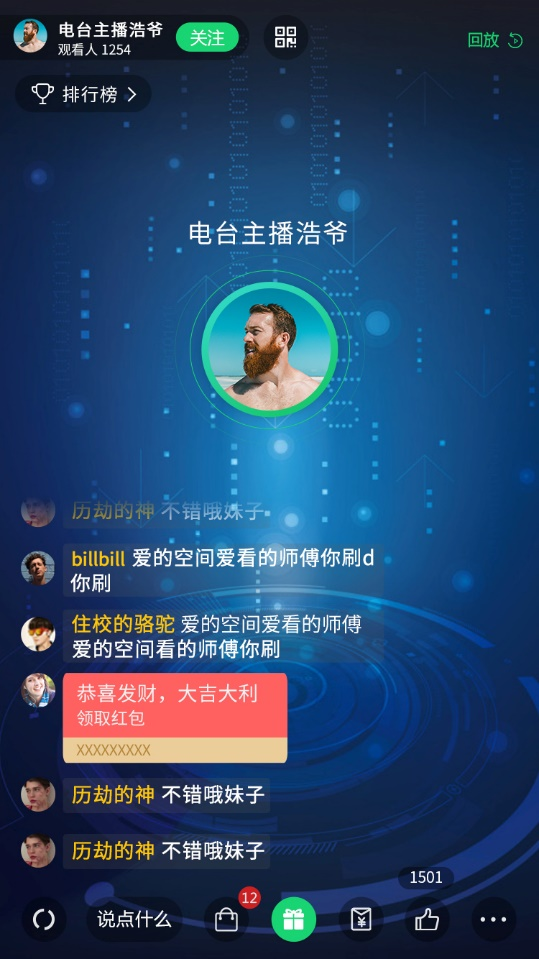 电台主播浩爷
观看人 1254
关注
回放
排行榜
电台主播浩爷
历劫的神 不错哦妹子
billbill 爱的空间爱看的师傅你刷d
你刷
住校的骆驼 爱的空间爱看的师傅
爱的空间看的师傅你刷
恭喜发财，大吉大利
领取红包
XXXXXXXXX
历劫的神 不错哦妹子
历劫的神 不错哦妹子
1501
12
说点什么